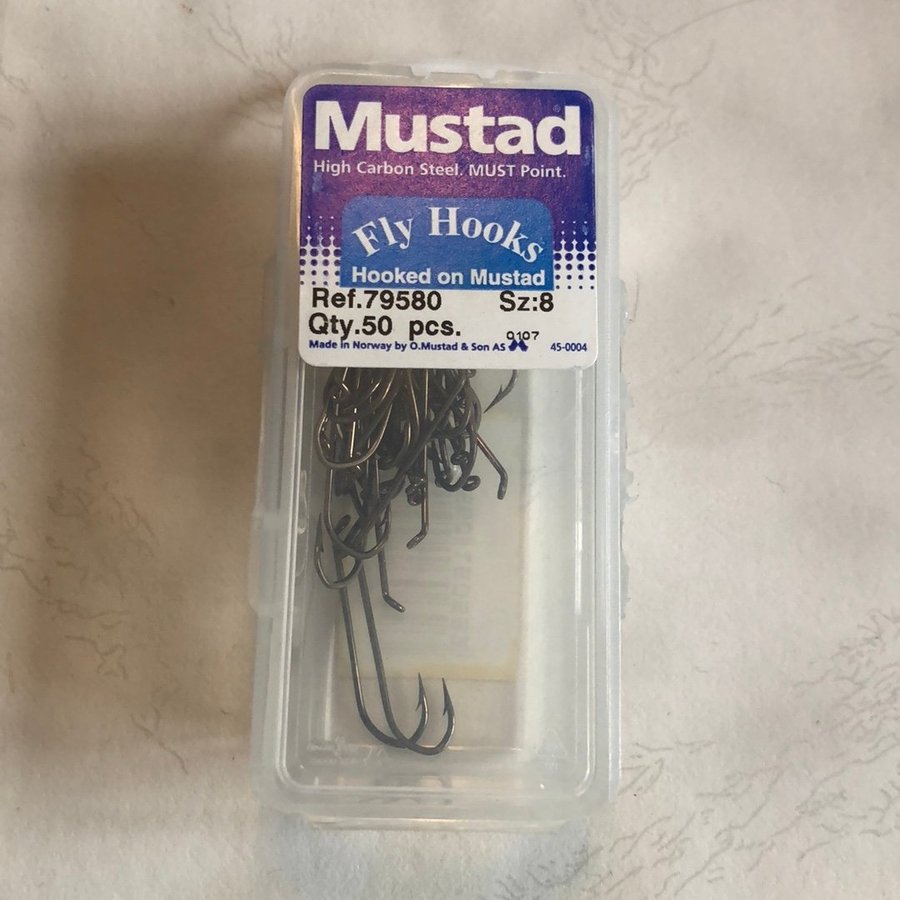 Mustad
High Carbon Steel. MUST Point.
Fly Hooks
Hooked on Mustad
Ref.79580 Sz:8
Qty.50 pcs. 0107
Made in Norway by O.Mustad & Son AS 45-0004